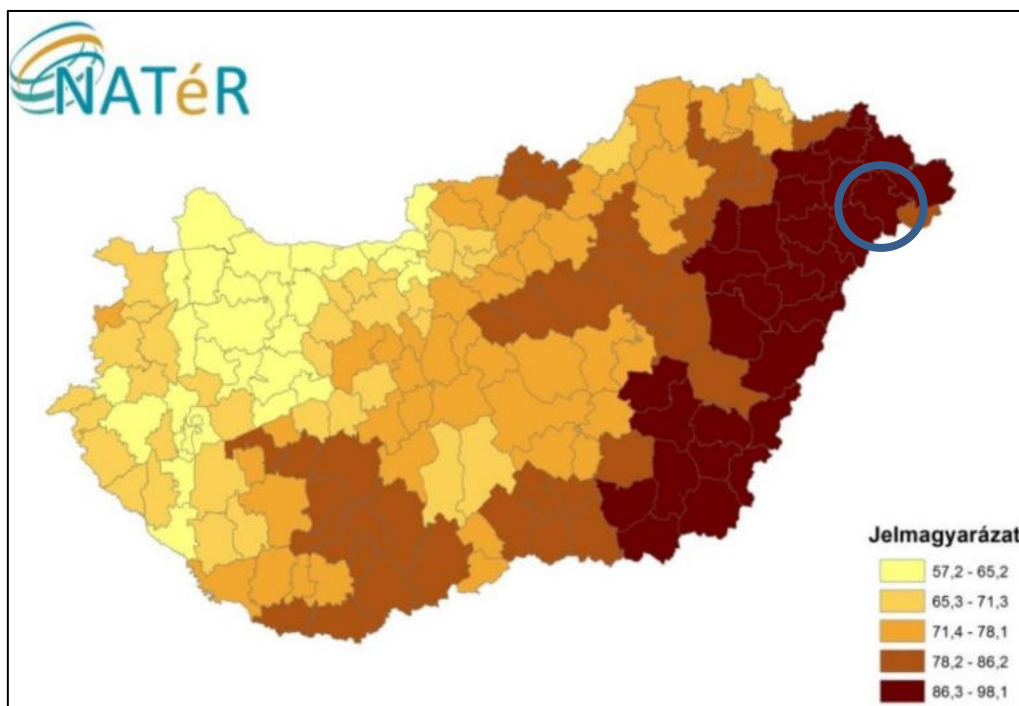 NATéR
Jelmagyarázat
57,2 - 65,2
65,3 - 71,3
71,4 - 78,1
78,2 - 86,2
86,3 - 98,1